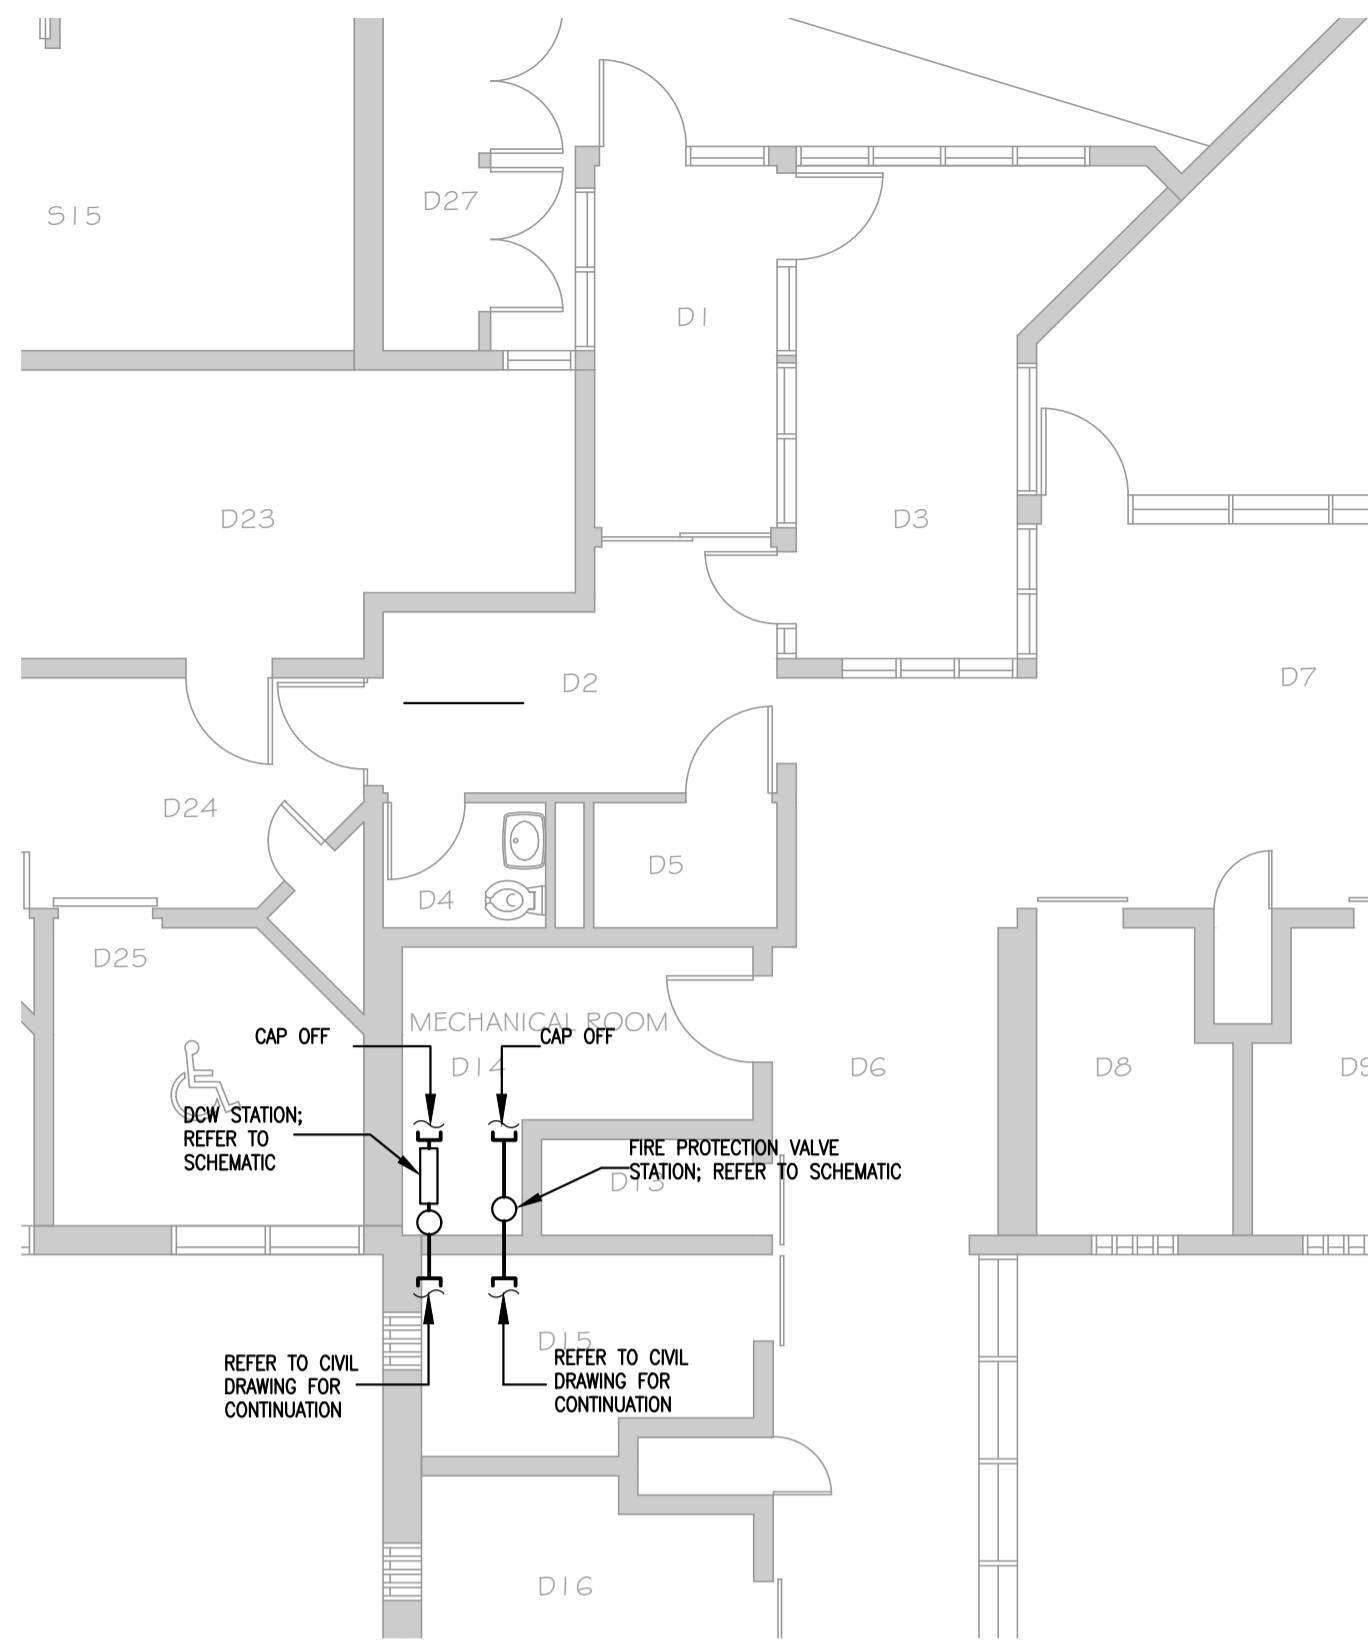 S15
D27
D1
D23
D3
D2
D7
D24
D5
D4
D25
MECHANICAL ROOM
CAP OFF
CAP OFF
D14
D6
D8
DCW STATION;
REFER TO
SCHEMATIC
FIRE PROTECTION VALVE
STATION; REFER TO SCHEMATIC
D13
D15
REFER TO CIVIL
DRAWING FOR
CONTINUATION
REFER TO CIVIL
DRAWING FOR
CONTINUATION
D16